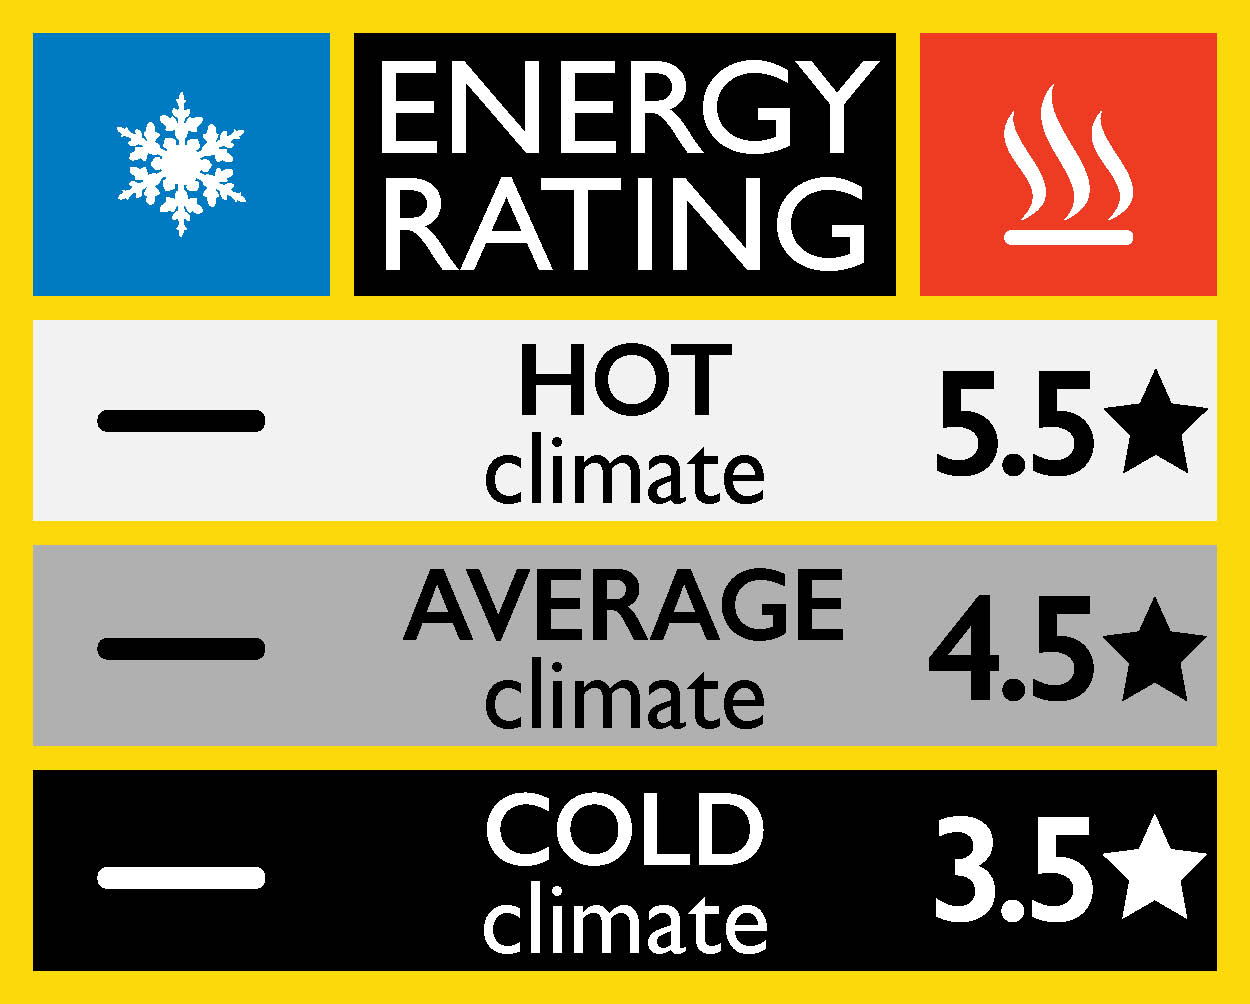 ENERGY
RATING
— HOT climate 5.5★
— AVERAGE climate 4.5★
— COLD climate 3.5★